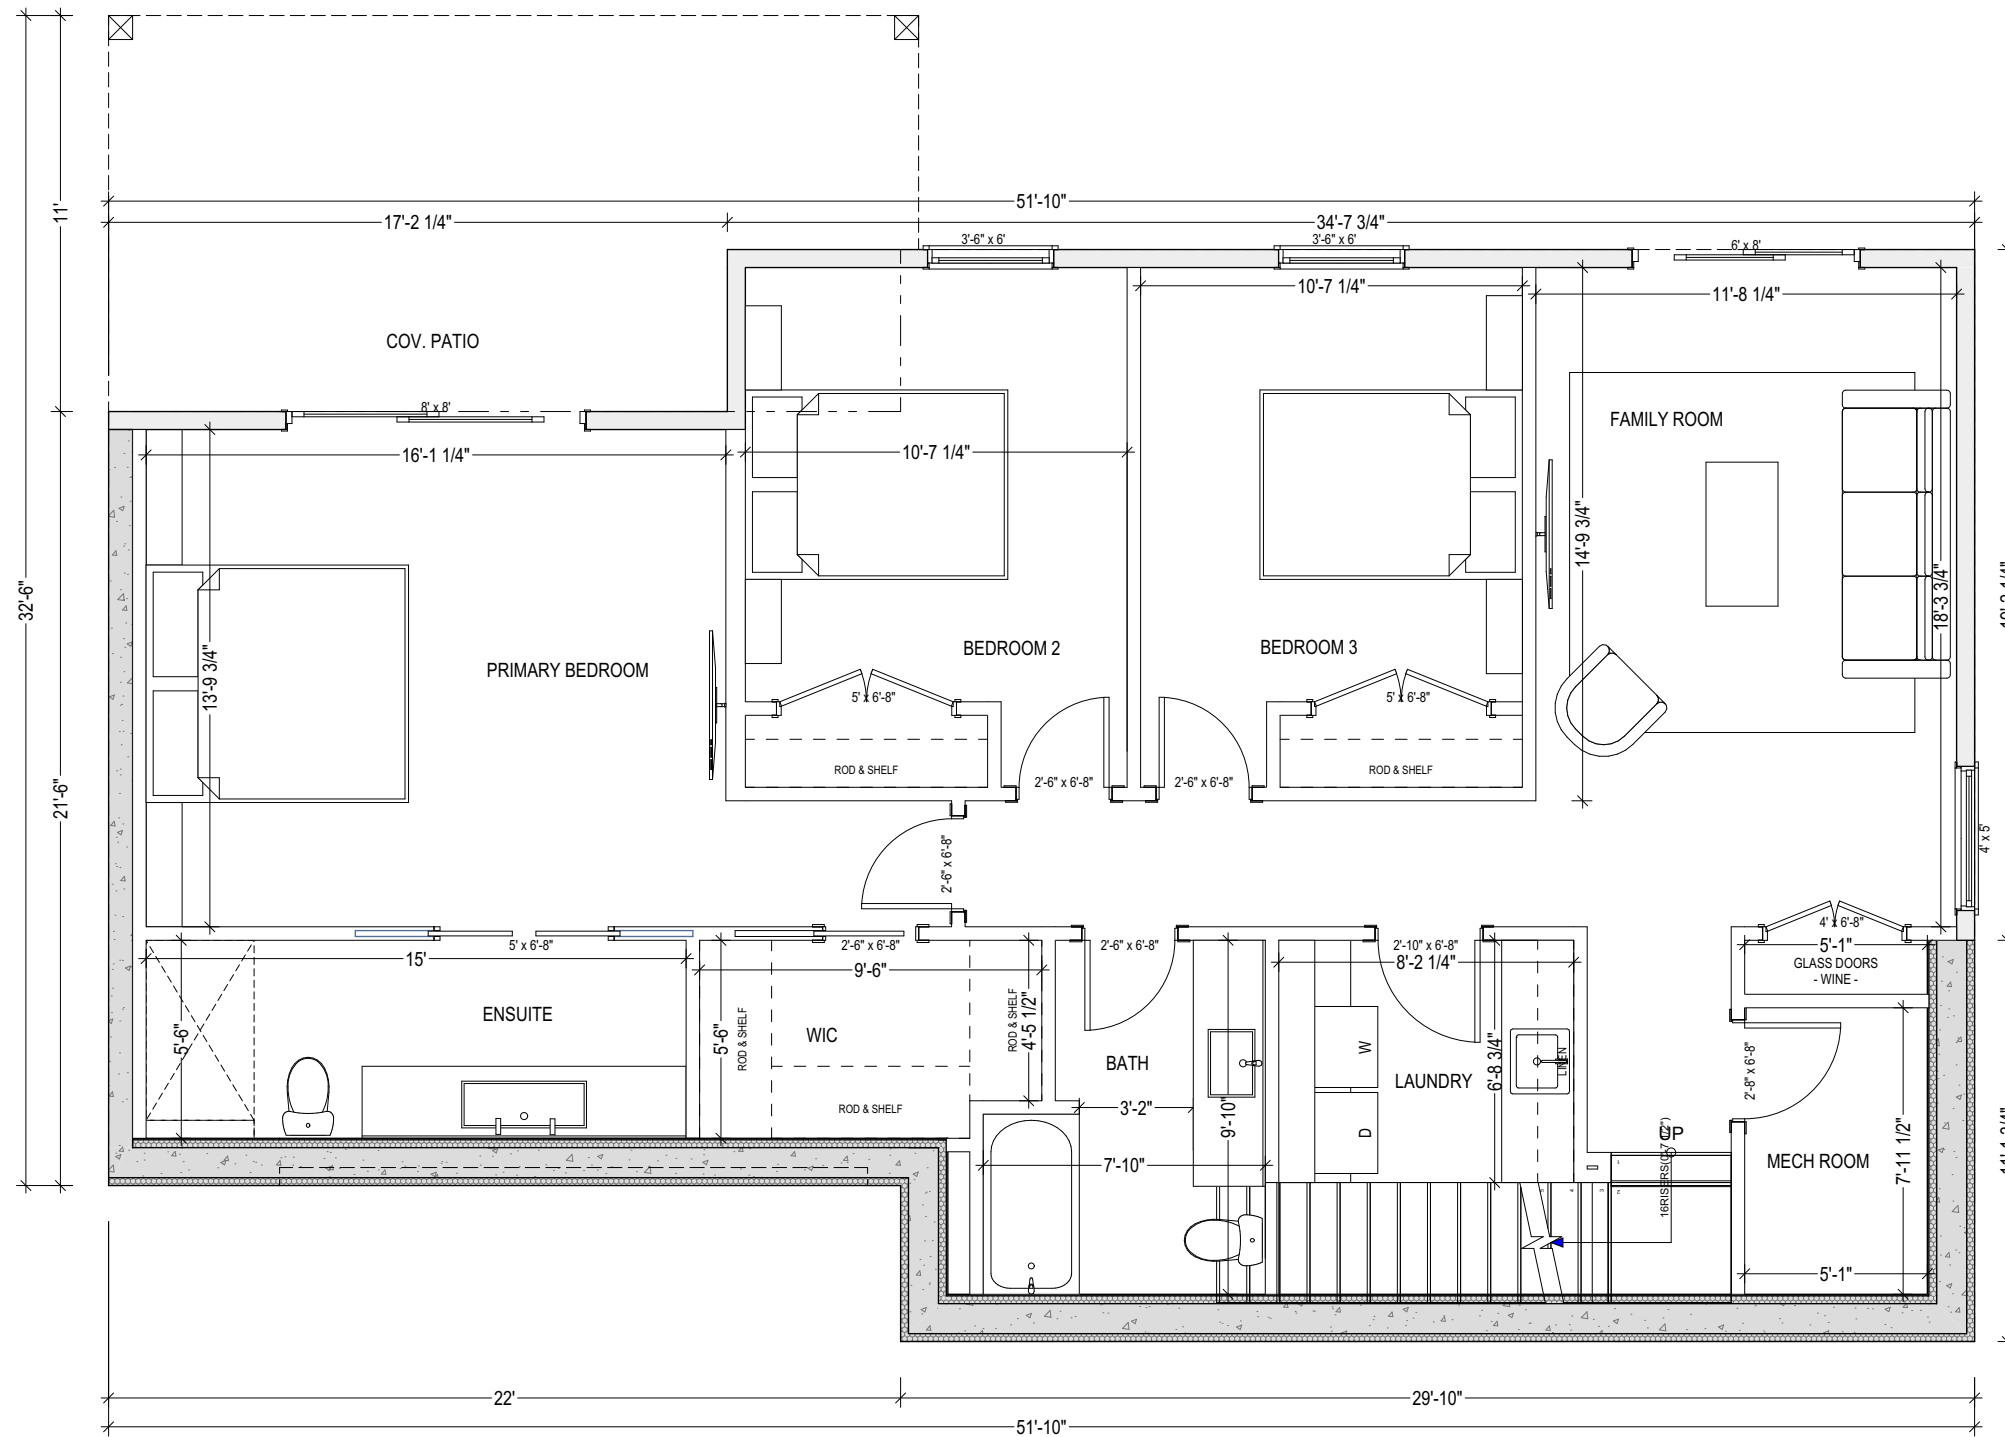 51'-10"
17'-2 1/4"
34'-7 3/4"
11'
3'-6" x 6'
3'-6" x 6'
6' x 8'
10'-7 1/4"
11'-8 1/4"
COV. PATIO
8' x 8'
FAMILY ROOM
16'-1 1/4"
10'-7 1/4"
14'-9 3/4"
18'-3 3/4"
32'-6"
BEDROOM 2
BEDROOM 3
PRIMARY BEDROOM
13'-9 3/4"
5' x 6'-8"
5' x 6'-8"
ROD & SHELF
ROD & SHELF
2'-6" x 6'-8"
2'-6" x 6'-8"
21'-6"
4' x 5'
2'-6" x 6'-8"
4' x 6'-8"
5' x 6'-8"
2'-6" x 6'-8"
2'-6" x 6'-8"
2'-10" x 6'-8"
5'-1"
15'
9'-6"
8'-2 1/4"
GLASS DOORS
- WINE -
ENSUITE
WIC
5'-6"
5'-6"
ROD & SHELF
ROD & SHELF
4'-5 1/2"
BATH
W
LAUNDRY
6'-8 3/4"
LINEN
2'-8" x 6'-8"
ROD & SHELF
3'-2"
9'-10"
D
UP
7'-10"
MECH ROOM
7'-11 1/2"
5'-1"
22'
29'-10"
51'-10"